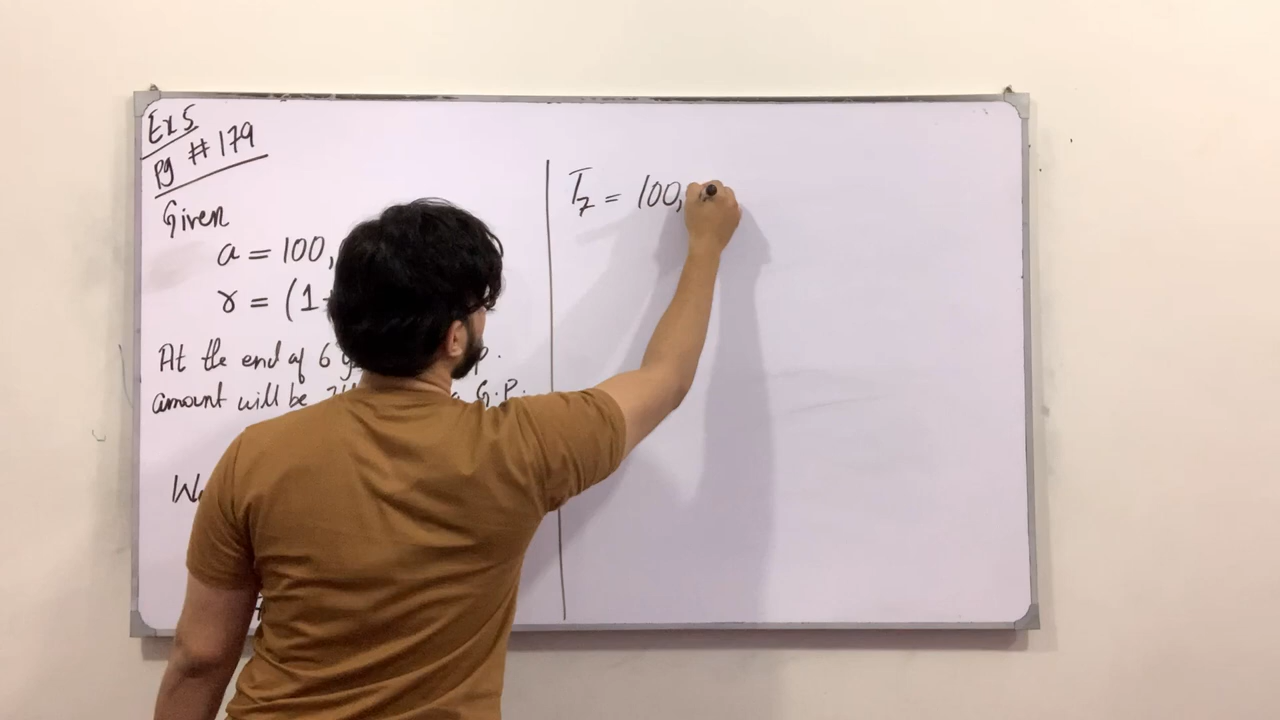 Ex 5
Pg # 179
Given
a = 100,
r = (1
At the end of 6
amount will be G.P.
T7 = 100,